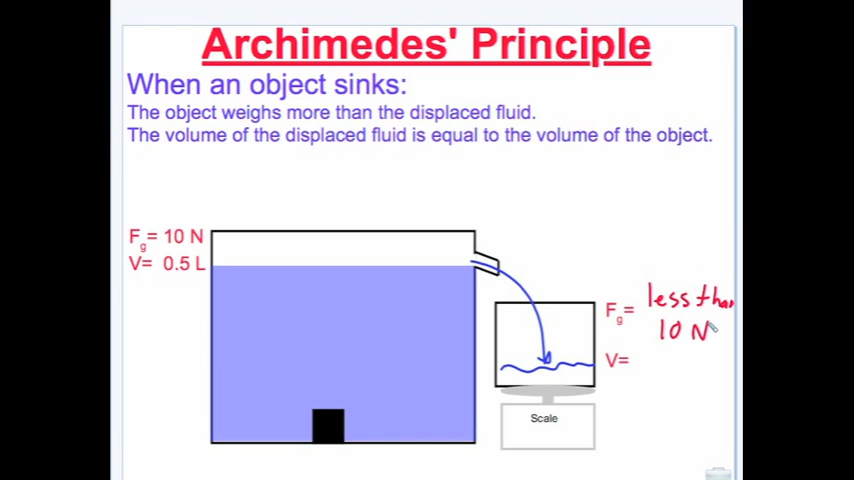 Archimedes' Principle
When an object sinks:
The object weighs more than the displaced fluid.
The volume of the displaced fluid is equal to the volume of the object.
Fg= 10 N
V= 0.5 L
Fg= less than
10 N
V=
Scale